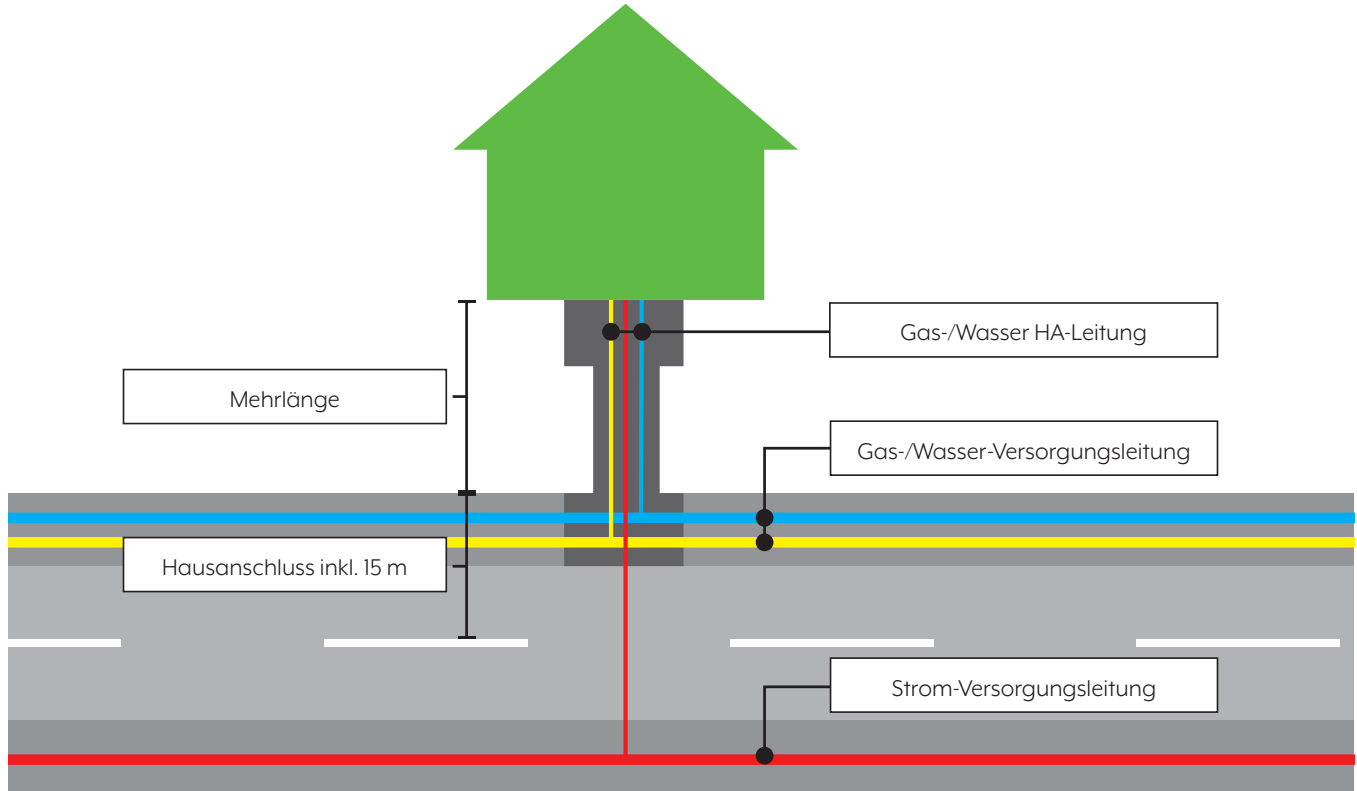 Gas-/Wasser HA-Leitung
Mehrlänge
Gas-/Wasser-Versorgungsleitung
Hausanschluss inkl. 15 m
Strom-Versorgungsleitung